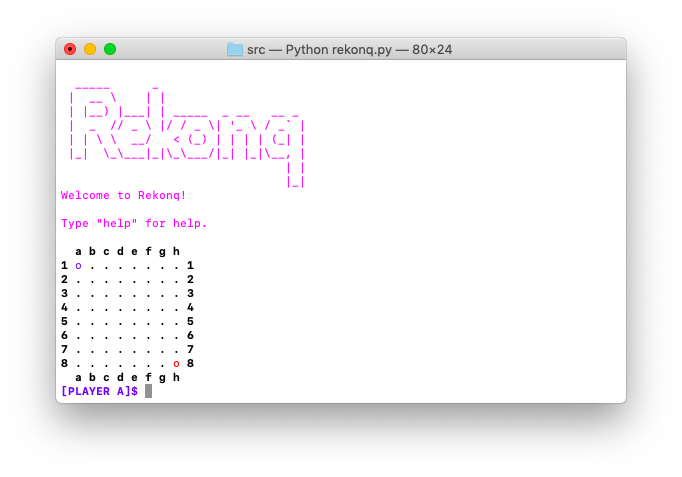 src — Python rekonq.py — 80×24
Rekonq
Welcome to Rekonq!
Type "help" for help.
a b c d e f g h
1 o . . . . . . . 1
2 . . . . . . . . 2
3 . . . . . . . . 3
4 . . . . . . . . 4
5 . . . . . . . . 5
6 . . . . . . . . 6
7 . . . . . . . . 7
8 . . . . . . . o 8
a b c d e f g h
[PLAYER A]$